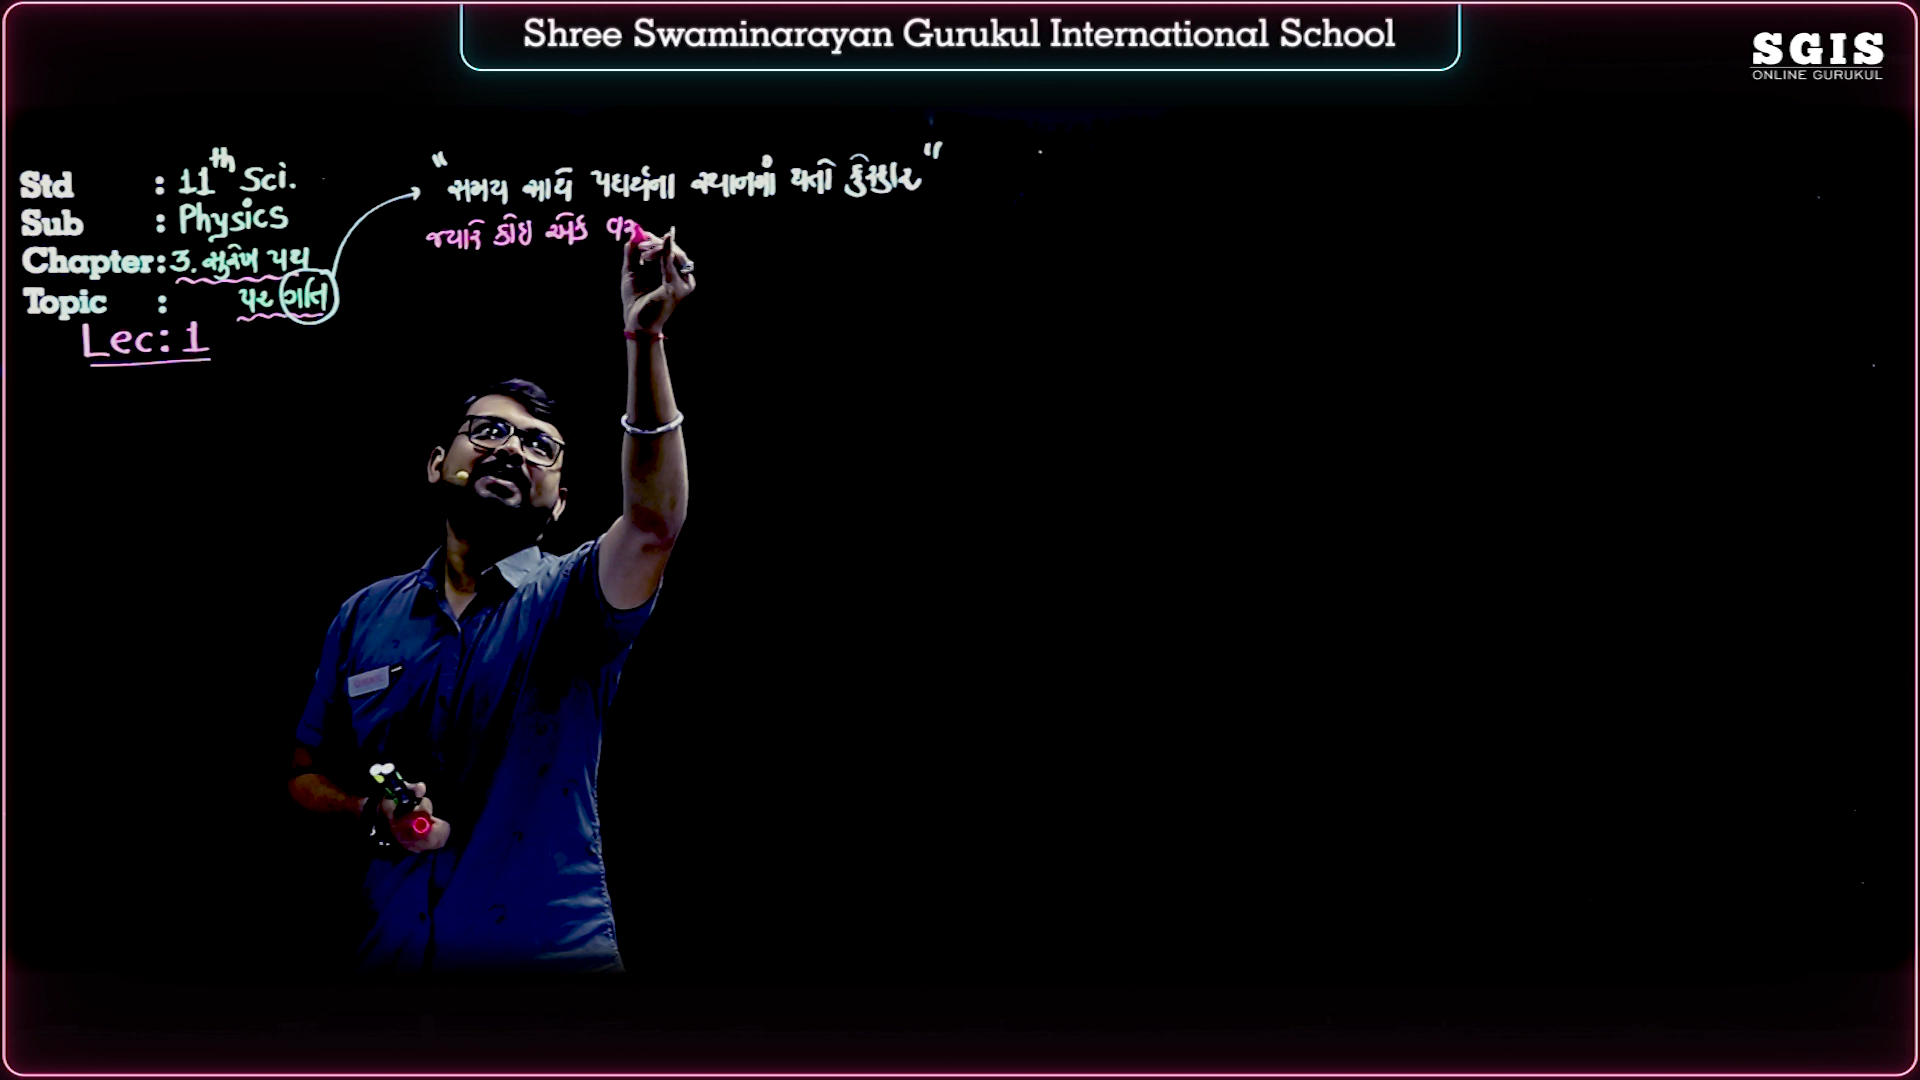 Shree Swaminarayan Gurukul International School
SGIS
ONLINE GURUKUL
Std : 11th Sci.
Sub : Physics
Chapter: 3. સુરેખ પથ
Topic : પર ગતિ
Lec: 1
"સમય સાથે પદાર્થના સ્થાનમાં થતો ફેરફાર"
જ્યારે કોઇ એક